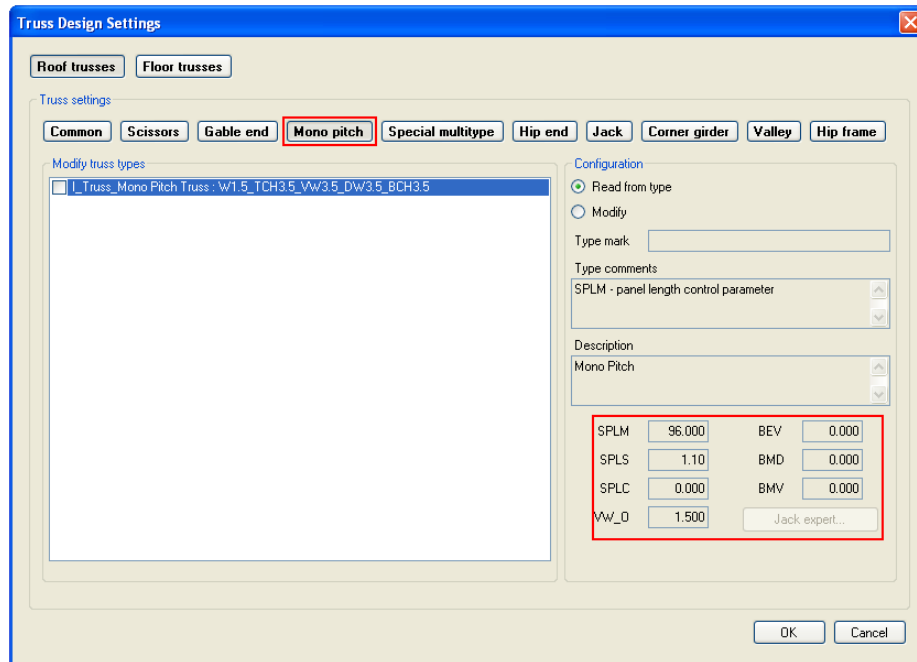 Truss Design Settings
Roof trusses Floor trusses
Truss settings
Common Scissors Gable end Mono pitch Special multitype Hip end Jack Corner girder Valley Hip frame
Modify truss types
I_Truss_Mono Pitch Truss : W1.5_TCH3.5_VW3.5_DW3.5_BCH3.5
Configuration
Read from type
Modify
Type mark
Type comments
SPLM - panel length control parameter
Description
Mono Pitch
SPLM 96.000 BEV 0.000
SPLS 1.10 BMD 0.000
SPLC 0.000 BMV 0.000
VW_O 1.500 Jack expert...
OK Cancel